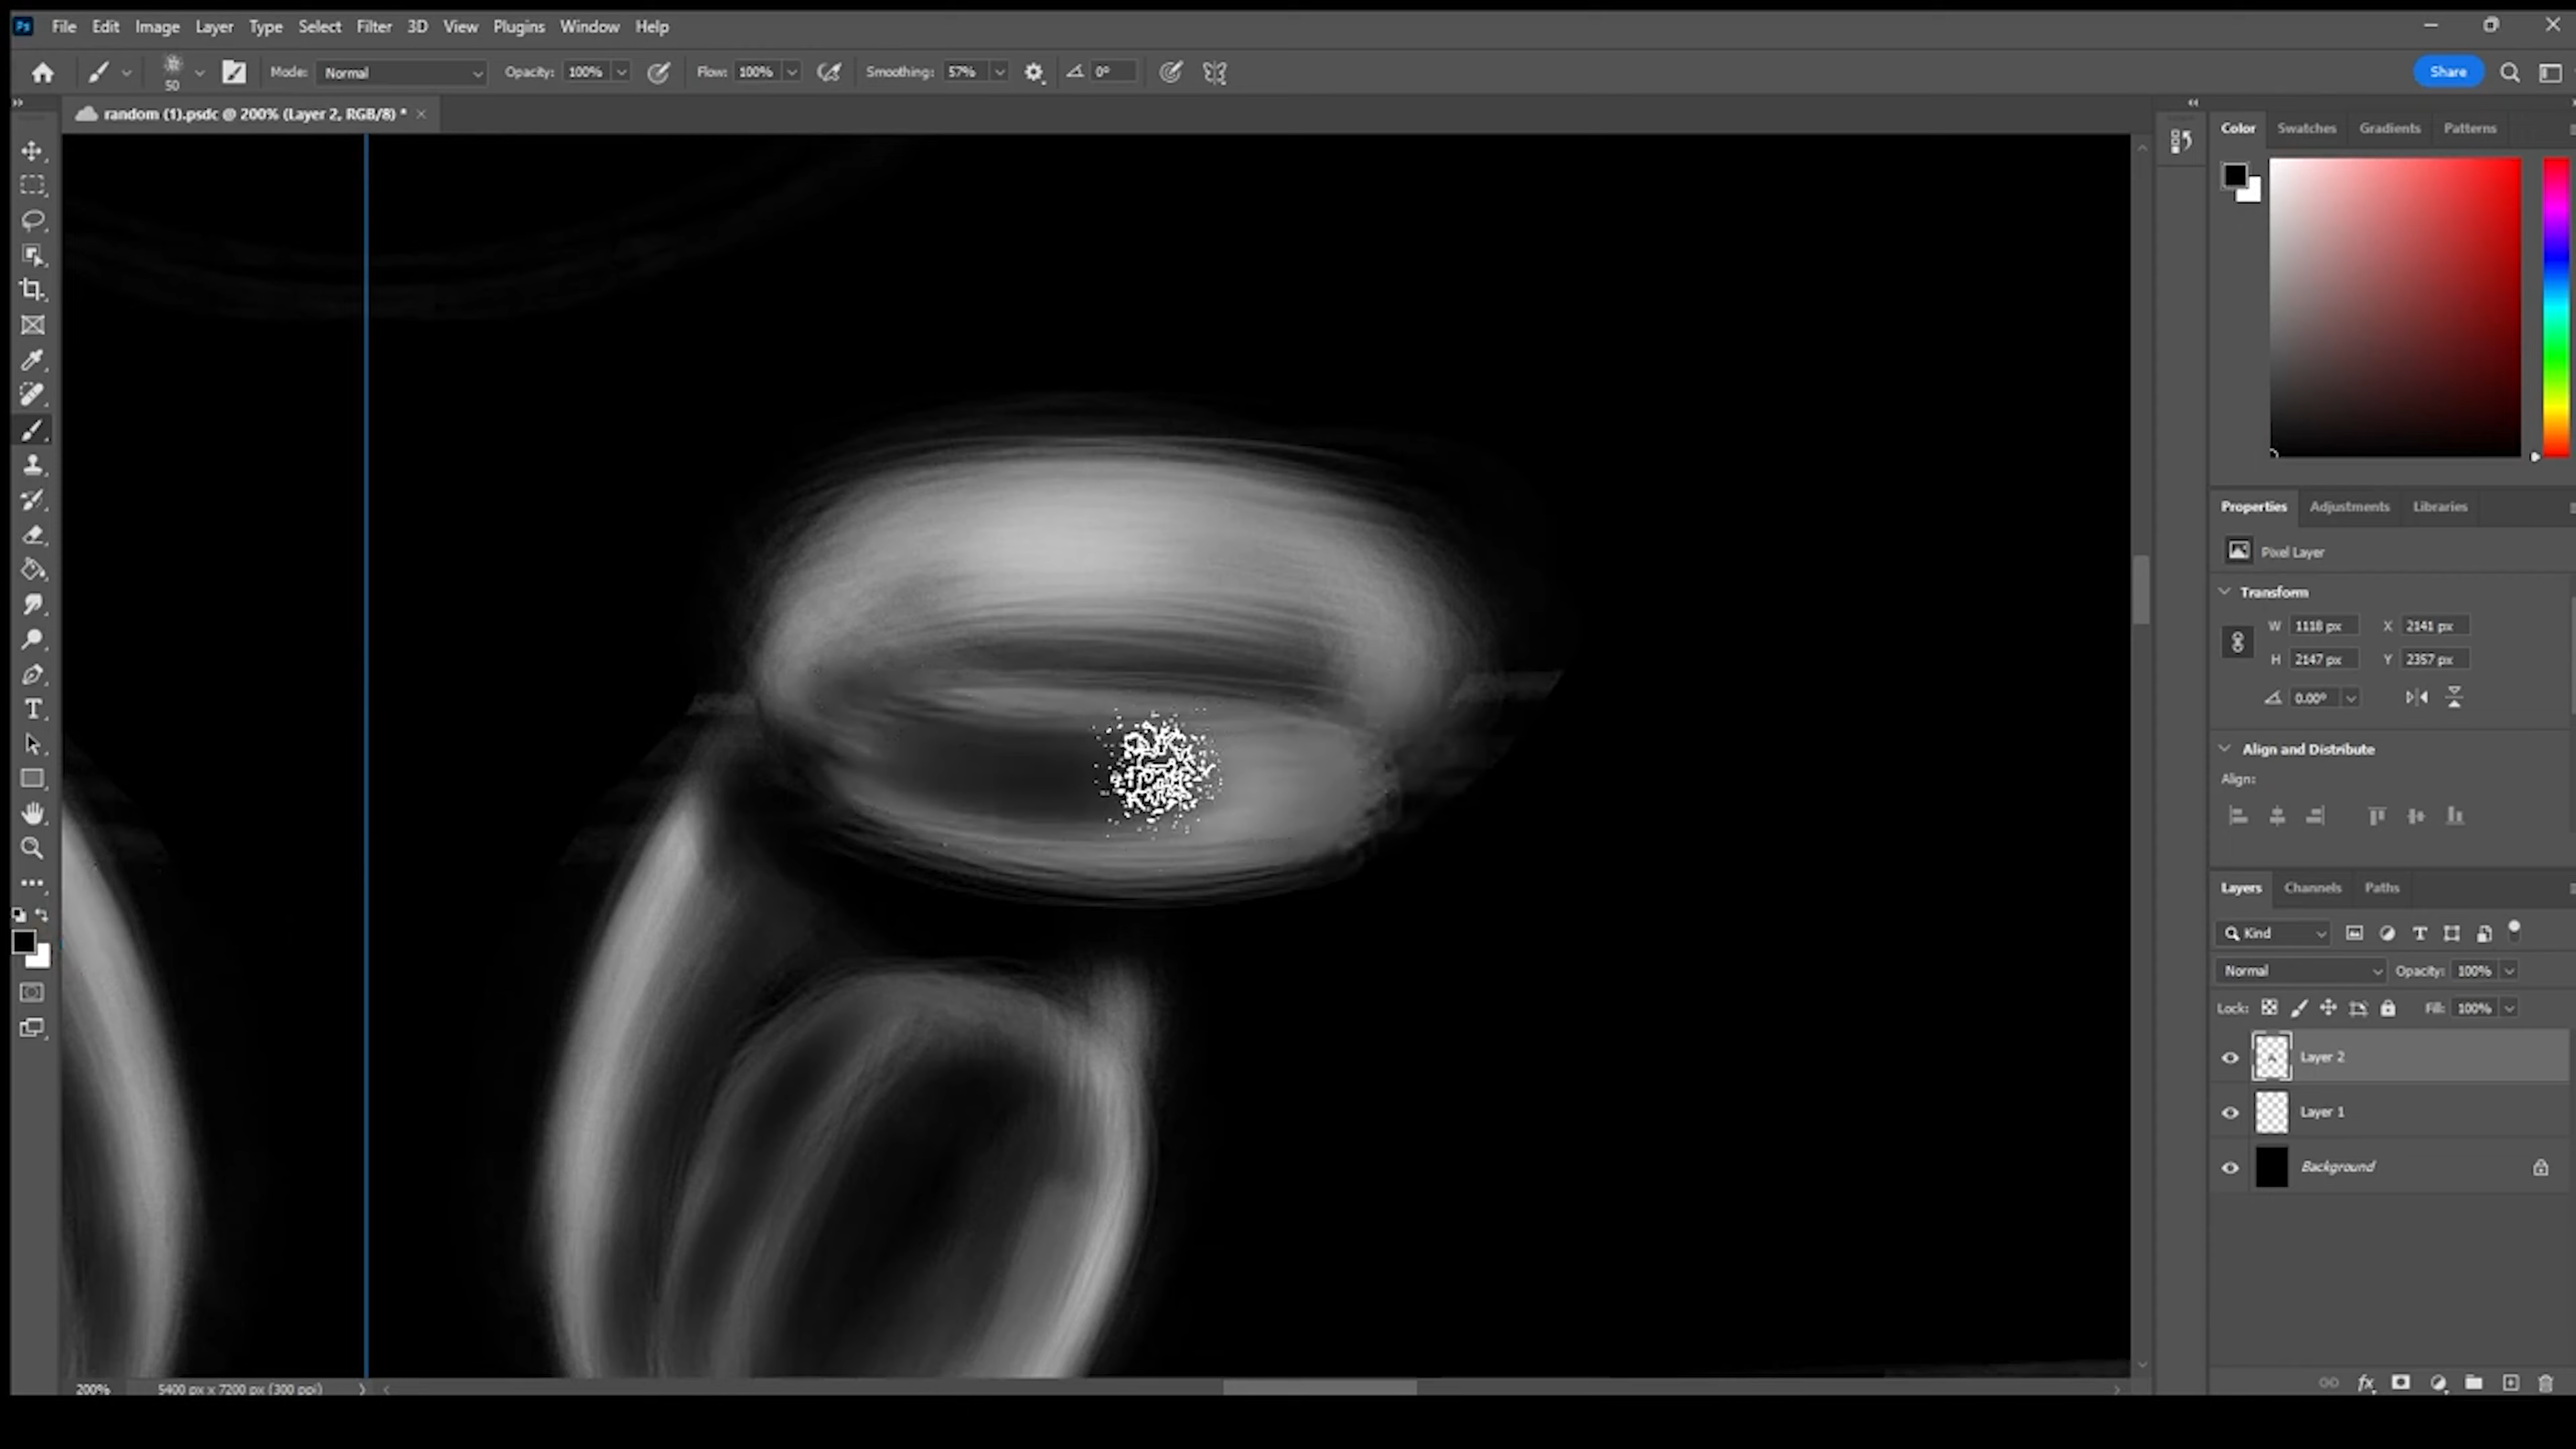 Ps File Edit Image Layer Type Select Filter 3D View Plugins Window Help
50 Mode: Normal Opacity: 100% Flow: 100% Smoothing: 57% 0° Share
random (1).psdc @ 200% (Layer 2, RGB/8) *
Color Swatches Gradients Patterns
Properties Adjustments Libraries
Pixel Layer
Transform
W 1118 px X 2141 px
H 2147 px Y 2357 px
0.00°
Align and Distribute
Align:
Layers Channels Paths
Kind
Normal Opacity: 100%
Lock: Fill: 100%
Layer 2
Layer 1
Background
200% 5400 px x 7200 px (300 ppi)